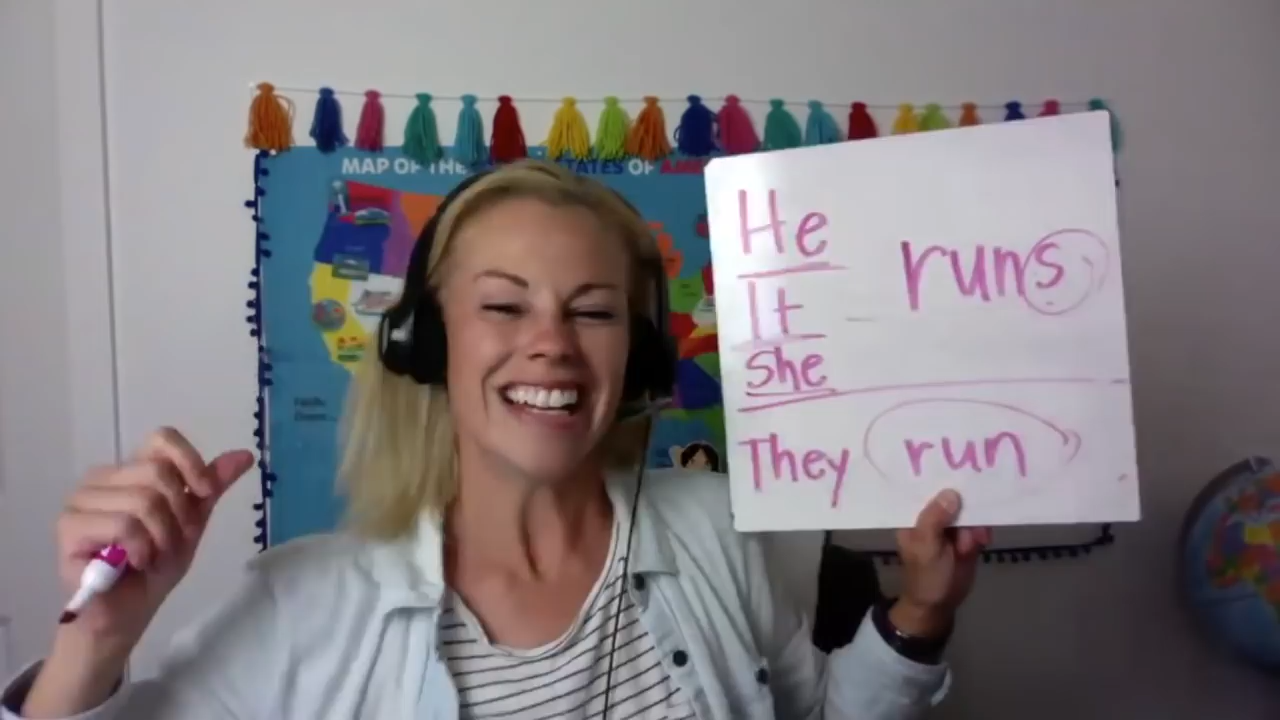 MAP OF THE STATES OF
He
It
She
runs
They run